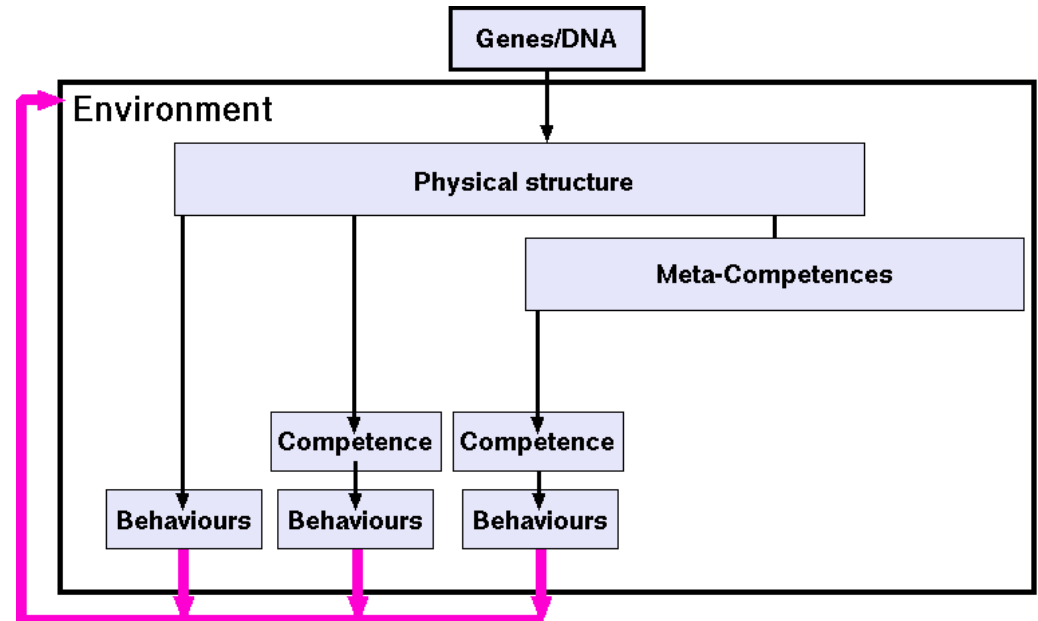 Genes/DNA
Environment
Physical structure
Meta-Competences
Competence
Competence
Behaviours
Behaviours
Behaviours